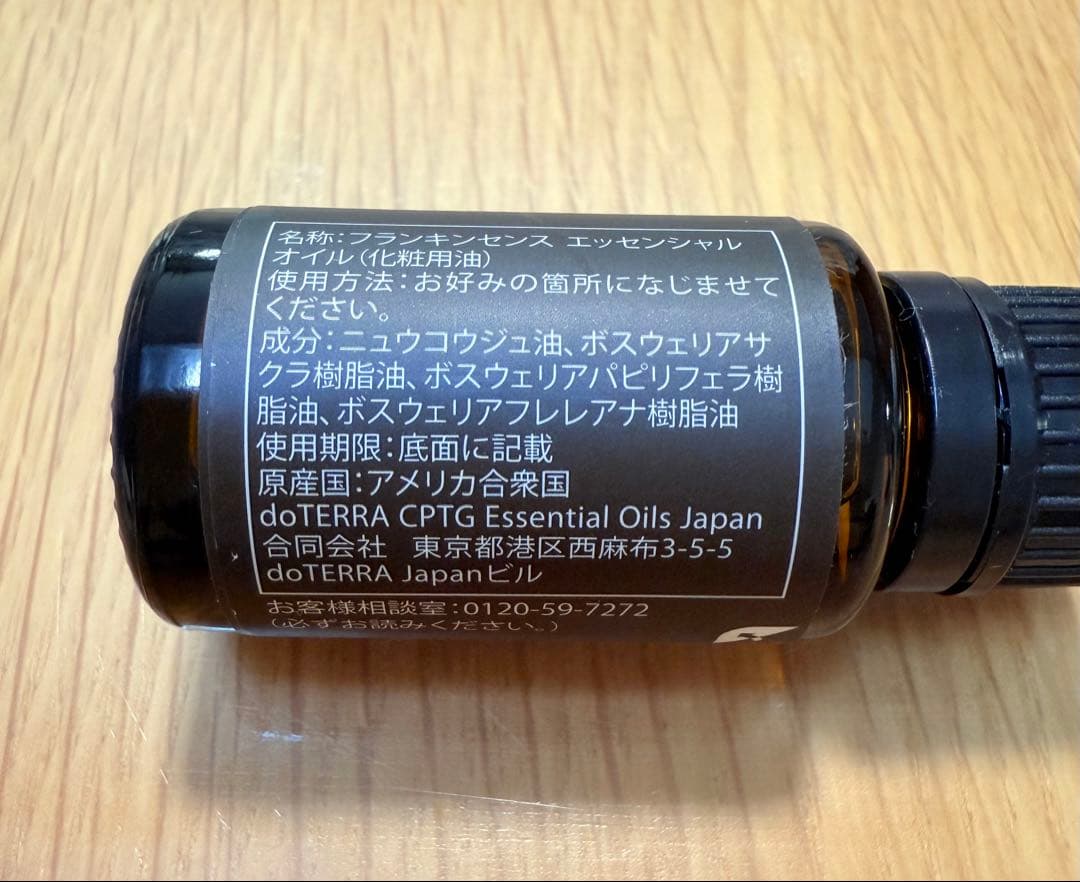 名称：フランキンセンス エッセンシャル
オイル（化粧用油）
使用方法：お好みの箇所になじませて
ください。
成分：ニュウコウジュ油、ボスウェリアサ
クラ樹脂油、ボスウェリアパピリフェラ樹
脂油、ボスウェリアフレレアナ樹脂油
使用期限：底面に記載
原産国：アメリカ合衆国
doTERRA CPTG Essential Oils Japan
合同会社　東京都港区西麻布3-5-5
doTERRA Japanビル
お客様相談室：0120-59-7272
（必ずお読みください。）